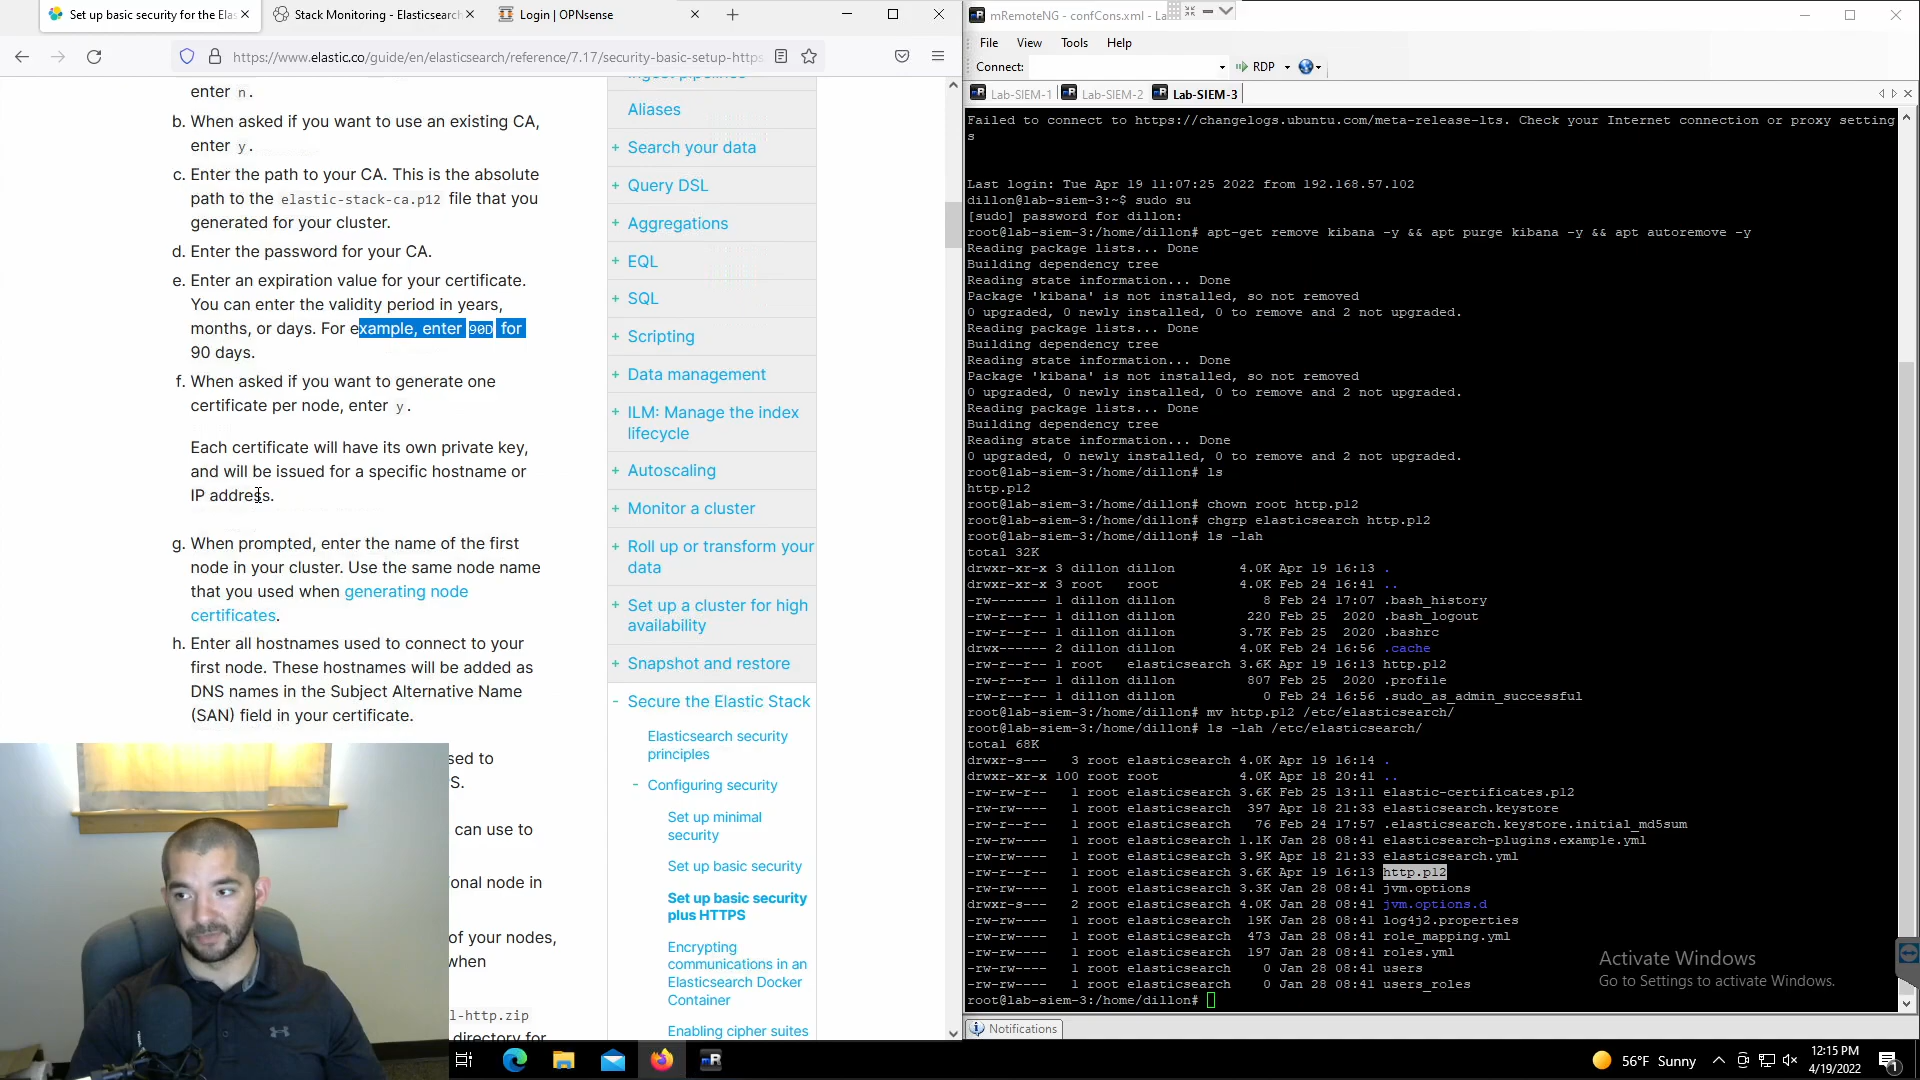 Set up basic security for the Elas
Stack Monitoring - Elasticsearch
Login | OPNsense
https://www.elastic.co/guide/en/elasticsearch/reference/7.17/security-basic-setup-https
enter n.
b. When asked if you want to use an existing CA,
enter y.
c. Enter the path to your CA. This is the absolute
path to the elastic-stack-ca.p12 file that you
generated for your cluster.
d. Enter the password for your CA.
e. Enter an expiration value for your certificate.
You can enter the validity period in years,
months, or days. For example, enter 90D for
90 days.
f. When asked if you want to generate one
certificate per node, enter y.
Each certificate will have its own private key,
and will be issued for a specific hostname or
IP address.
g. When prompted, enter the name of the first
node in your cluster. Use the same node name
that you used when generating node
certificates.
h. Enter all hostnames used to connect to your
first node. These hostnames will be added as
DNS names in the Subject Alternative Name
(SAN) field in your certificate.
sed to
S.
can use to
onal node in
of your nodes,
when
l-http.zip
directory for
Ingest pipelines
Aliases
+ Search your data
+ Query DSL
+ Aggregations
+ EQL
+ SQL
+ Scripting
+ Data management
+ ILM: Manage the index
lifecycle
+ Autoscaling
+ Monitor a cluster
+ Roll up or transform your
data
+ Set up a cluster for high
availability
+ Snapshot and restore
- Secure the Elastic Stack
Elasticsearch security
principles
- Configuring security
Set up minimal
security
Set up basic security
Set up basic security
plus HTTPS
Encrypting
communications in an
Elasticsearch Docker
Container
Enabling cipher suites
mRemoteNG - confCons.xml - La
File View Tools Help
Connect: RDP
Lab-SIEM-1 Lab-SIEM-2 Lab-SIEM-3
Failed to connect to https://changelogs.ubuntu.com/meta-release-lts. Check your Internet connection or proxy setting
s
Last login: Tue Apr 19 11:07:25 2022 from 192.168.57.102
dillon@lab-siem-3:~$ sudo su
[sudo] password for dillon:
root@lab-siem-3:/home/dillon# apt-get remove kibana -y && apt purge kibana -y && apt autoremove -y
Reading package lists... Done
Building dependency tree
Reading state information... Done
Package 'kibana' is not installed, so not removed
0 upgraded, 0 newly installed, 0 to remove and 2 not upgraded.
Reading package lists... Done
Building dependency tree
Reading state information... Done
Package 'kibana' is not installed, so not removed
0 upgraded, 0 newly installed, 0 to remove and 2 not upgraded.
Reading package lists... Done
Building dependency tree
Reading state information... Done
0 upgraded, 0 newly installed, 0 to remove and 2 not upgraded.
root@lab-siem-3:/home/dillon# ls
http.p12
root@lab-siem-3:/home/dillon# chown root http.p12
root@lab-siem-3:/home/dillon# chgrp elasticsearch http.p12
root@lab-siem-3:/home/dillon# ls -lah
total 32K
drwxr-xr-x 3 dillon dillon 4.0K Apr 19 16:13 .
drwxr-xr-x 3 root root 4.0K Feb 24 16:41 ..
-rw------- 1 dillon dillon 8 Feb 24 17:07 .bash_history
-rw-r--r-- 1 dillon dillon 220 Feb 25 2020 .bash_logout
-rw-r--r-- 1 dillon dillon 3.7K Feb 25 2020 .bashrc
drwx------ 2 dillon dillon 4.0K Feb 24 16:56 .cache
-rw-r--r-- 1 root elasticsearch 3.6K Apr 19 16:13 http.p12
-rw-r--r-- 1 dillon dillon 807 Feb 25 2020 .profile
-rw-r--r-- 1 dillon dillon 0 Feb 24 16:56 .sudo_as_admin_successful
root@lab-siem-3:/home/dillon# mv http.p12 /etc/elasticsearch/
root@lab-siem-3:/home/dillon# ls -lah /etc/elasticsearch/
total 68K
drwxr-s--- 3 root elasticsearch 4.0K Apr 19 16:14 .
drwxr-xr-x 100 root root 4.0K Apr 18 20:41 ..
-rw-r--r-- 1 root elasticsearch 3.6K Feb 25 13:11 elastic-certificates.p12
-rw-rw---- 1 root elasticsearch 397 Apr 18 21:33 elasticsearch.keystore
-rw-r--r-- 1 root elasticsearch 76 Feb 24 17:57 .elasticsearch.keystore.initial_md5sum
-rw-rw---- 1 root elasticsearch 1.1K Jan 28 08:41 elasticsearch-plugins.example.yml
-rw-rw---- 1 root elasticsearch 3.9K Apr 18 21:33 elasticsearch.yml
-rw-r--r-- 1 root elasticsearch 3.6K Apr 19 16:13 http.p12
-rw-rw---- 1 root elasticsearch 3.3K Jan 28 08:41 jvm.options
drwxr-s--- 2 root elasticsearch 4.0K Jan 28 08:41 jvm.options.d
-rw-rw---- 1 root elasticsearch 19K Jan 28 08:41 log4j2.properties
-rw-rw---- 1 root elasticsearch 473 Jan 28 08:41 role_mapping.yml
-rw-rw---- 1 root elasticsearch 197 Jan 28 08:41 roles.yml
-rw-rw---- 1 root elasticsearch 0 Jan 28 08:41 users
-rw-rw---- 1 root elasticsearch 0 Jan 28 08:41 users_roles
root@lab-siem-3:/home/dillon#
Activate Windows
Go to Settings to activate Windows.
Notifications
56°F Sunny
12:15 PM
4/19/2022
1